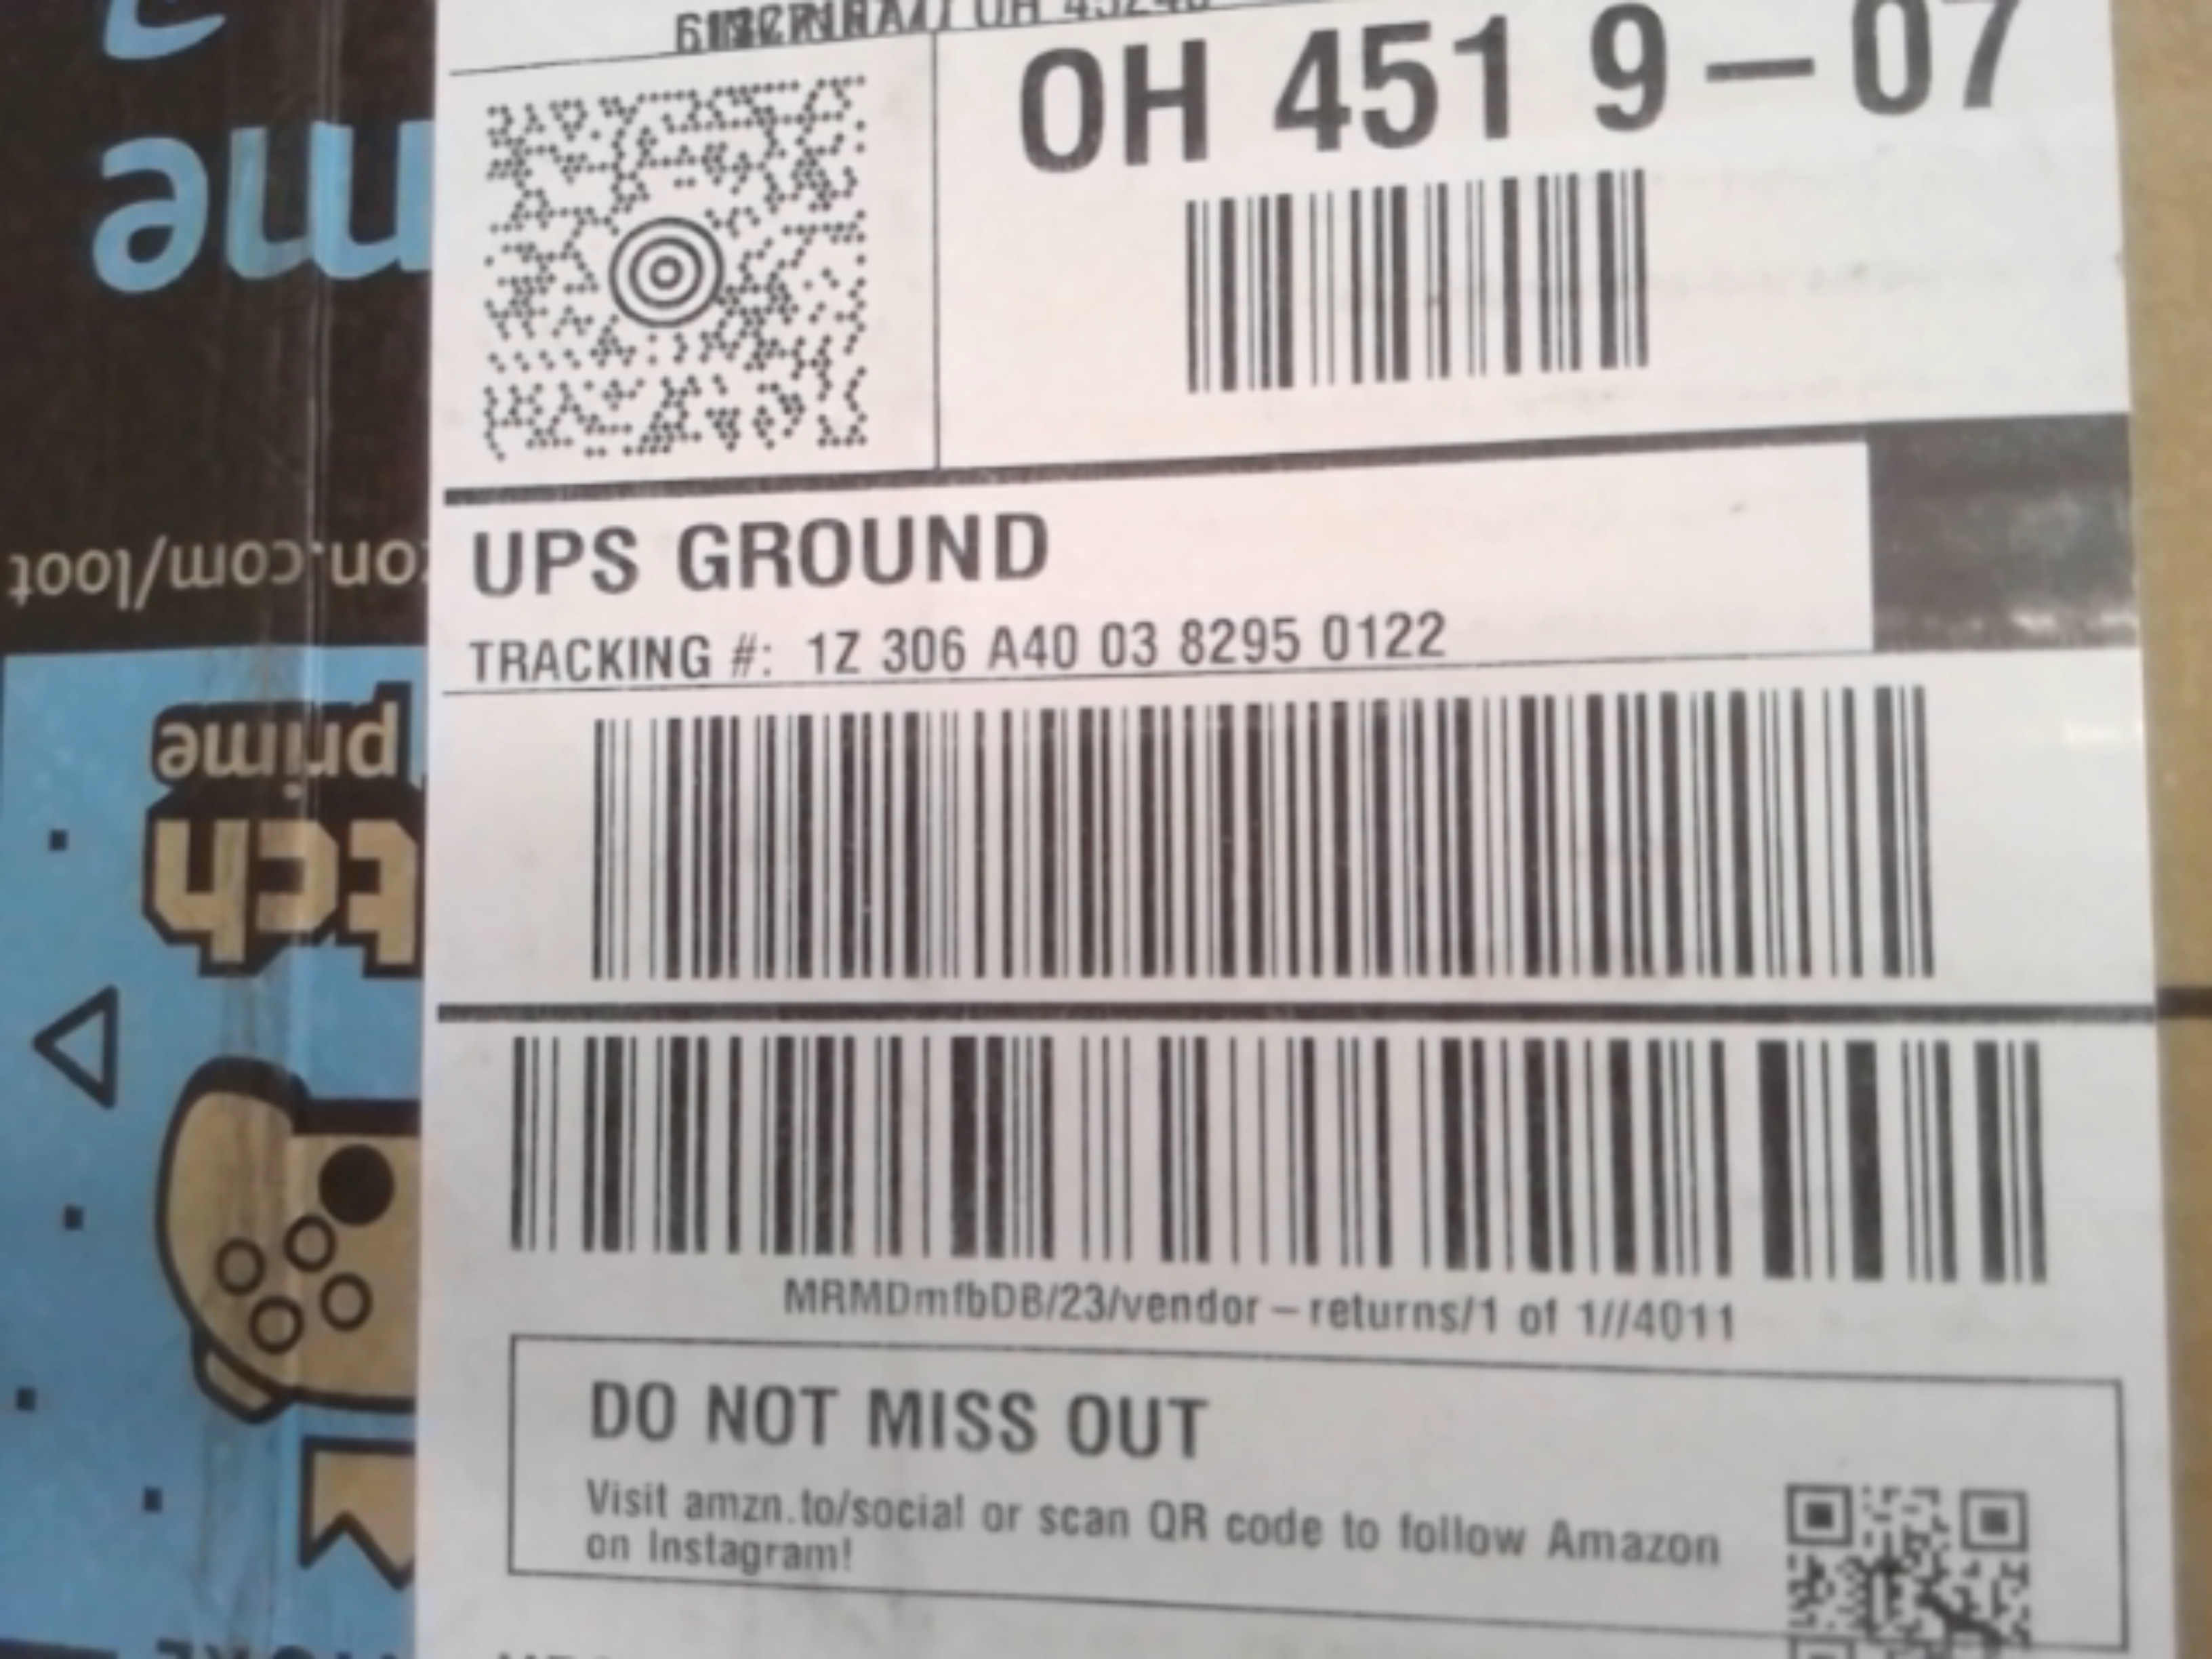 OH 451 9-07
UPS GROUND
TRACKING #: 1Z 306 A40 03 8295 0122
MRMDmfbDB/23/vendor-returns/1 of 1//4011
DO NOT MISS OUT
Visit amzn.to/social or scan QR code to follow Amazon
on Instagram!
me
on.com/loot
prime
tch